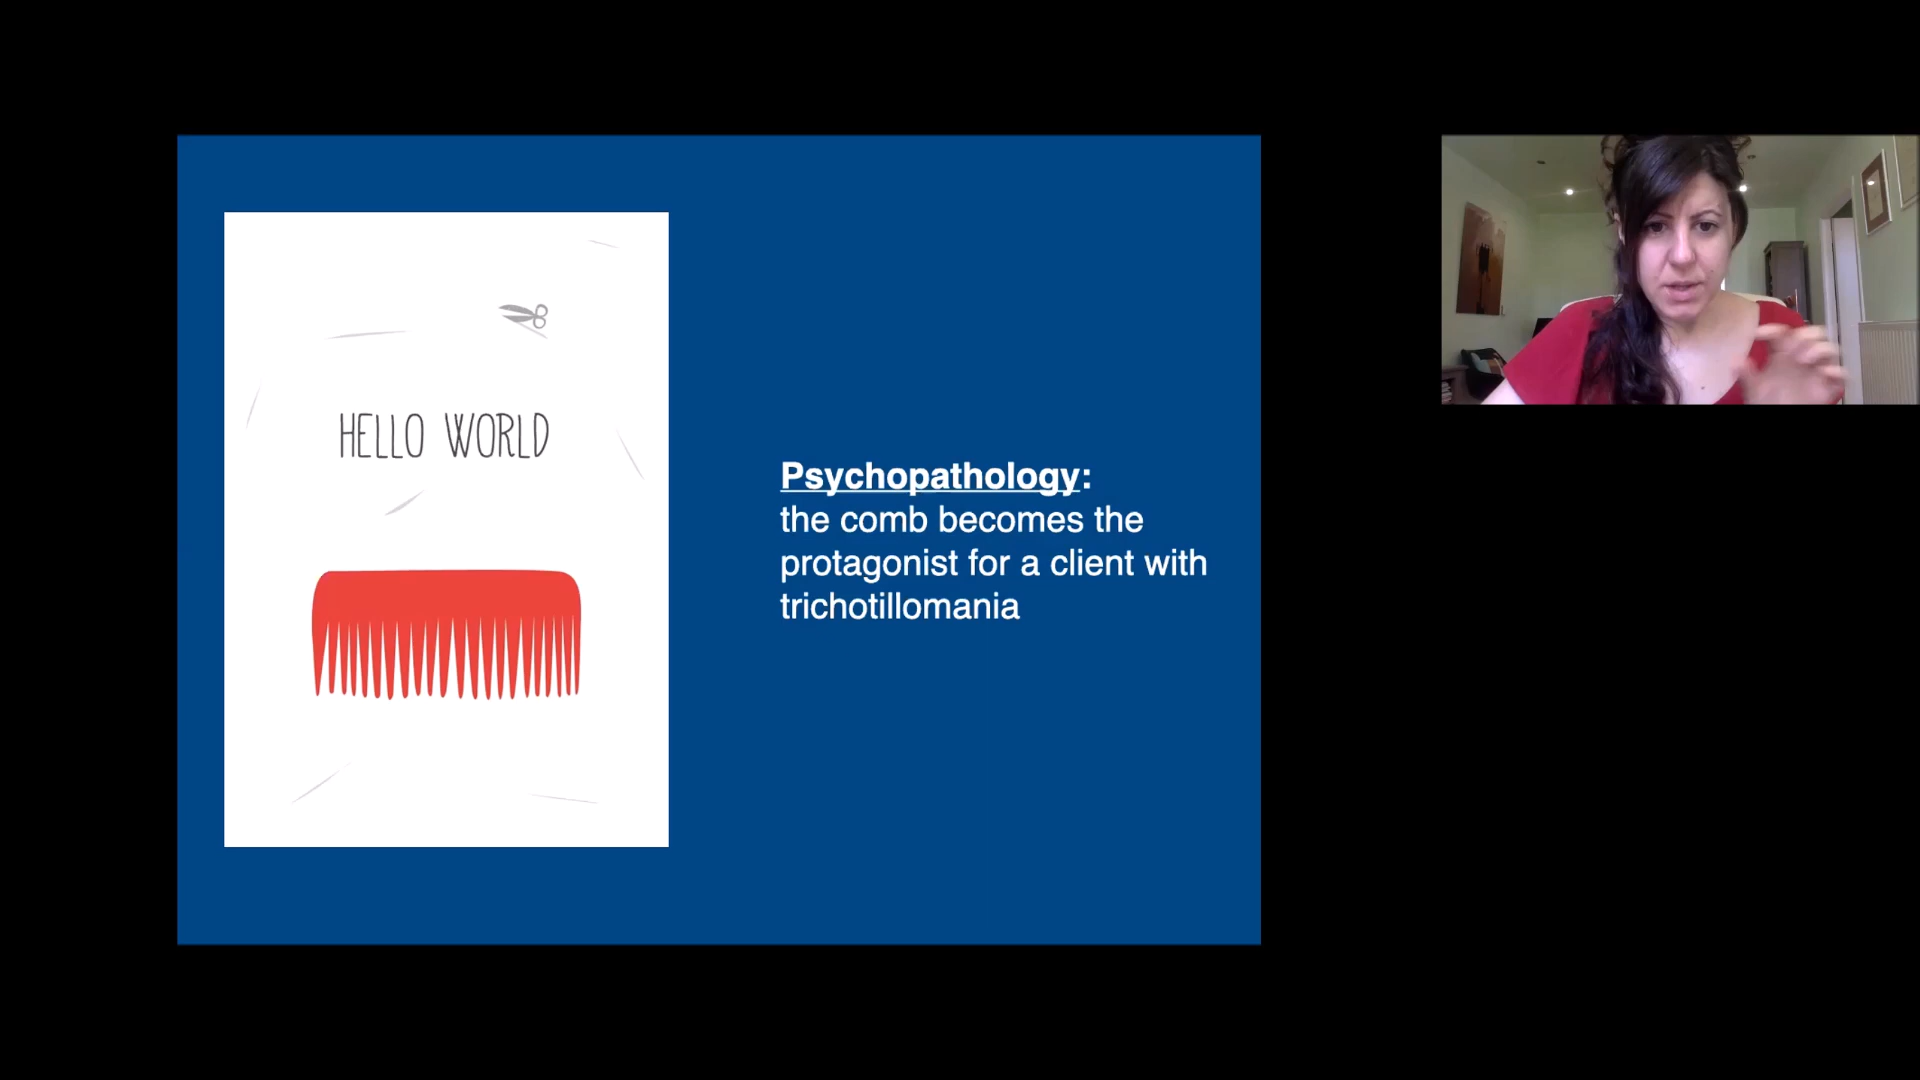 HELLO WORLD
Psychopathology:
the comb becomes the
protagonist for a client with
trichotillomania